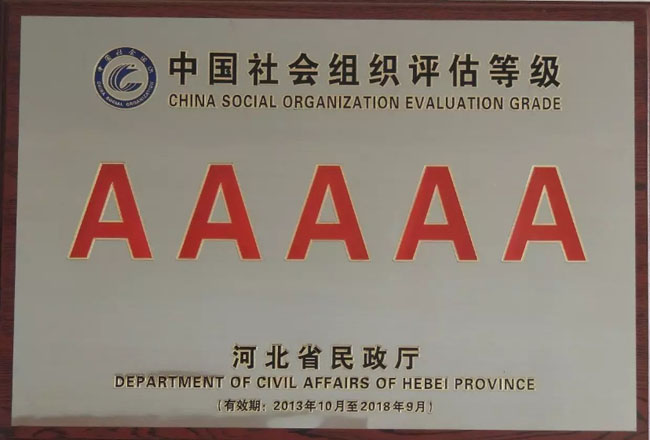 中国社会组织评估等级
CHINA SOCIAL ORGANIZATION EVALUATION GRADE
AAAAA
河北省民政厅
DEPARTMENT OF CIVIL AFFAIRS OF HEBEI PROVINCE
(有效期：2013年10月至2018年9月)